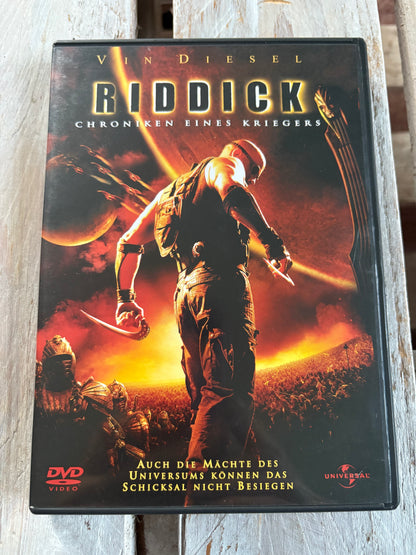 VIN DIESEL
RIDDICK
CHRONIKEN EINES KRIEGERS
AUCH DIE MÄCHTE DES
UNIVERSUMS KÖNNEN DAS
SCHICKSAL NICHT BESIEGEN
DVD
VIDEO
UNIVERSAL